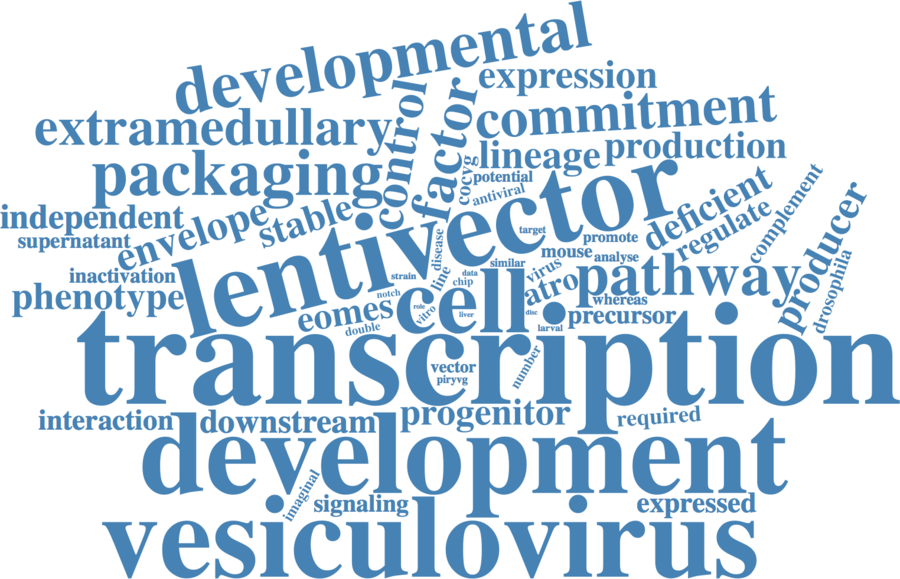 developmental
expression
control
factor
commitment
extramedullary
lineage
production
packaging
cocvg
potential
antiviral
lentivector
deficient
complement
independent
envelope
stable
regulate
producer
supernatant
disease
target
promote
mouse
analyse
inactivation
similar
virus
pathway
phenotype
strain
line
data
chip
atro
drosophila
notch
cell
whereas
eomes
role
vitro
liver
disc
precursor
double
larval
transcription
vector
piryvg
number
interaction
downstream
progenitor
required
development
imaginal
signaling
expressed
vesiculovirus